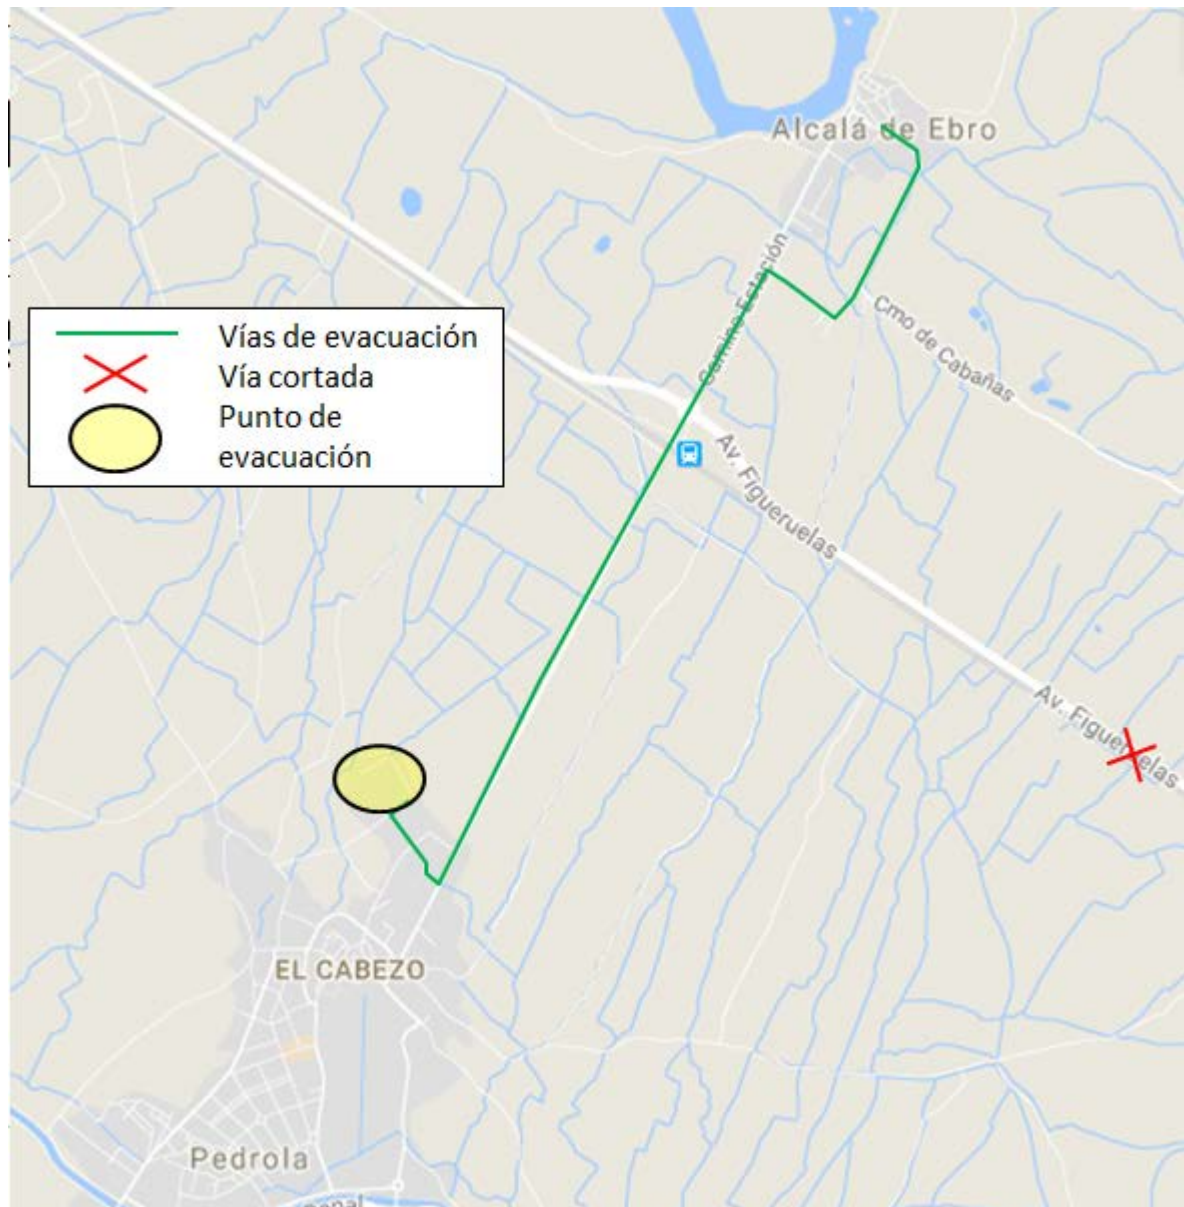 Alcalá de Ebro
Camino Estación
Cmo de Cabañas
Vías de evacuación
Vía cortada
Punto de
evacuación
Av. Figueruelas
Av. Figueruelas
EL CABEZO
Pedrola